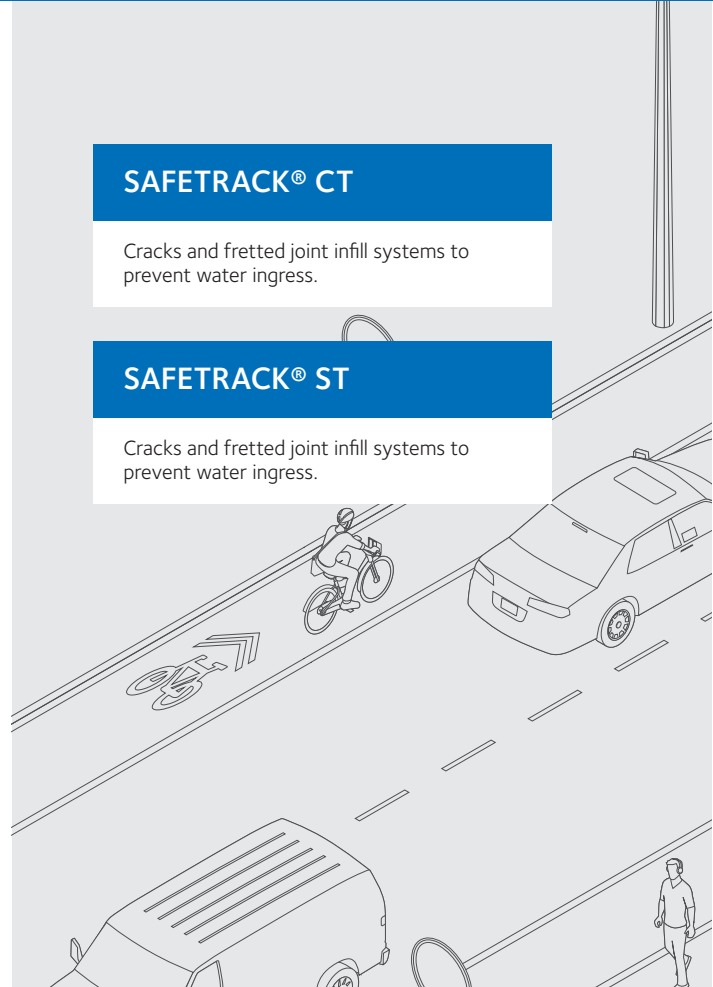 SAFETRACK® CT
Cracks and fretted joint infill systems to
prevent water ingress.
SAFETRACK® ST
Cracks and fretted joint infill systems to
prevent water ingress.